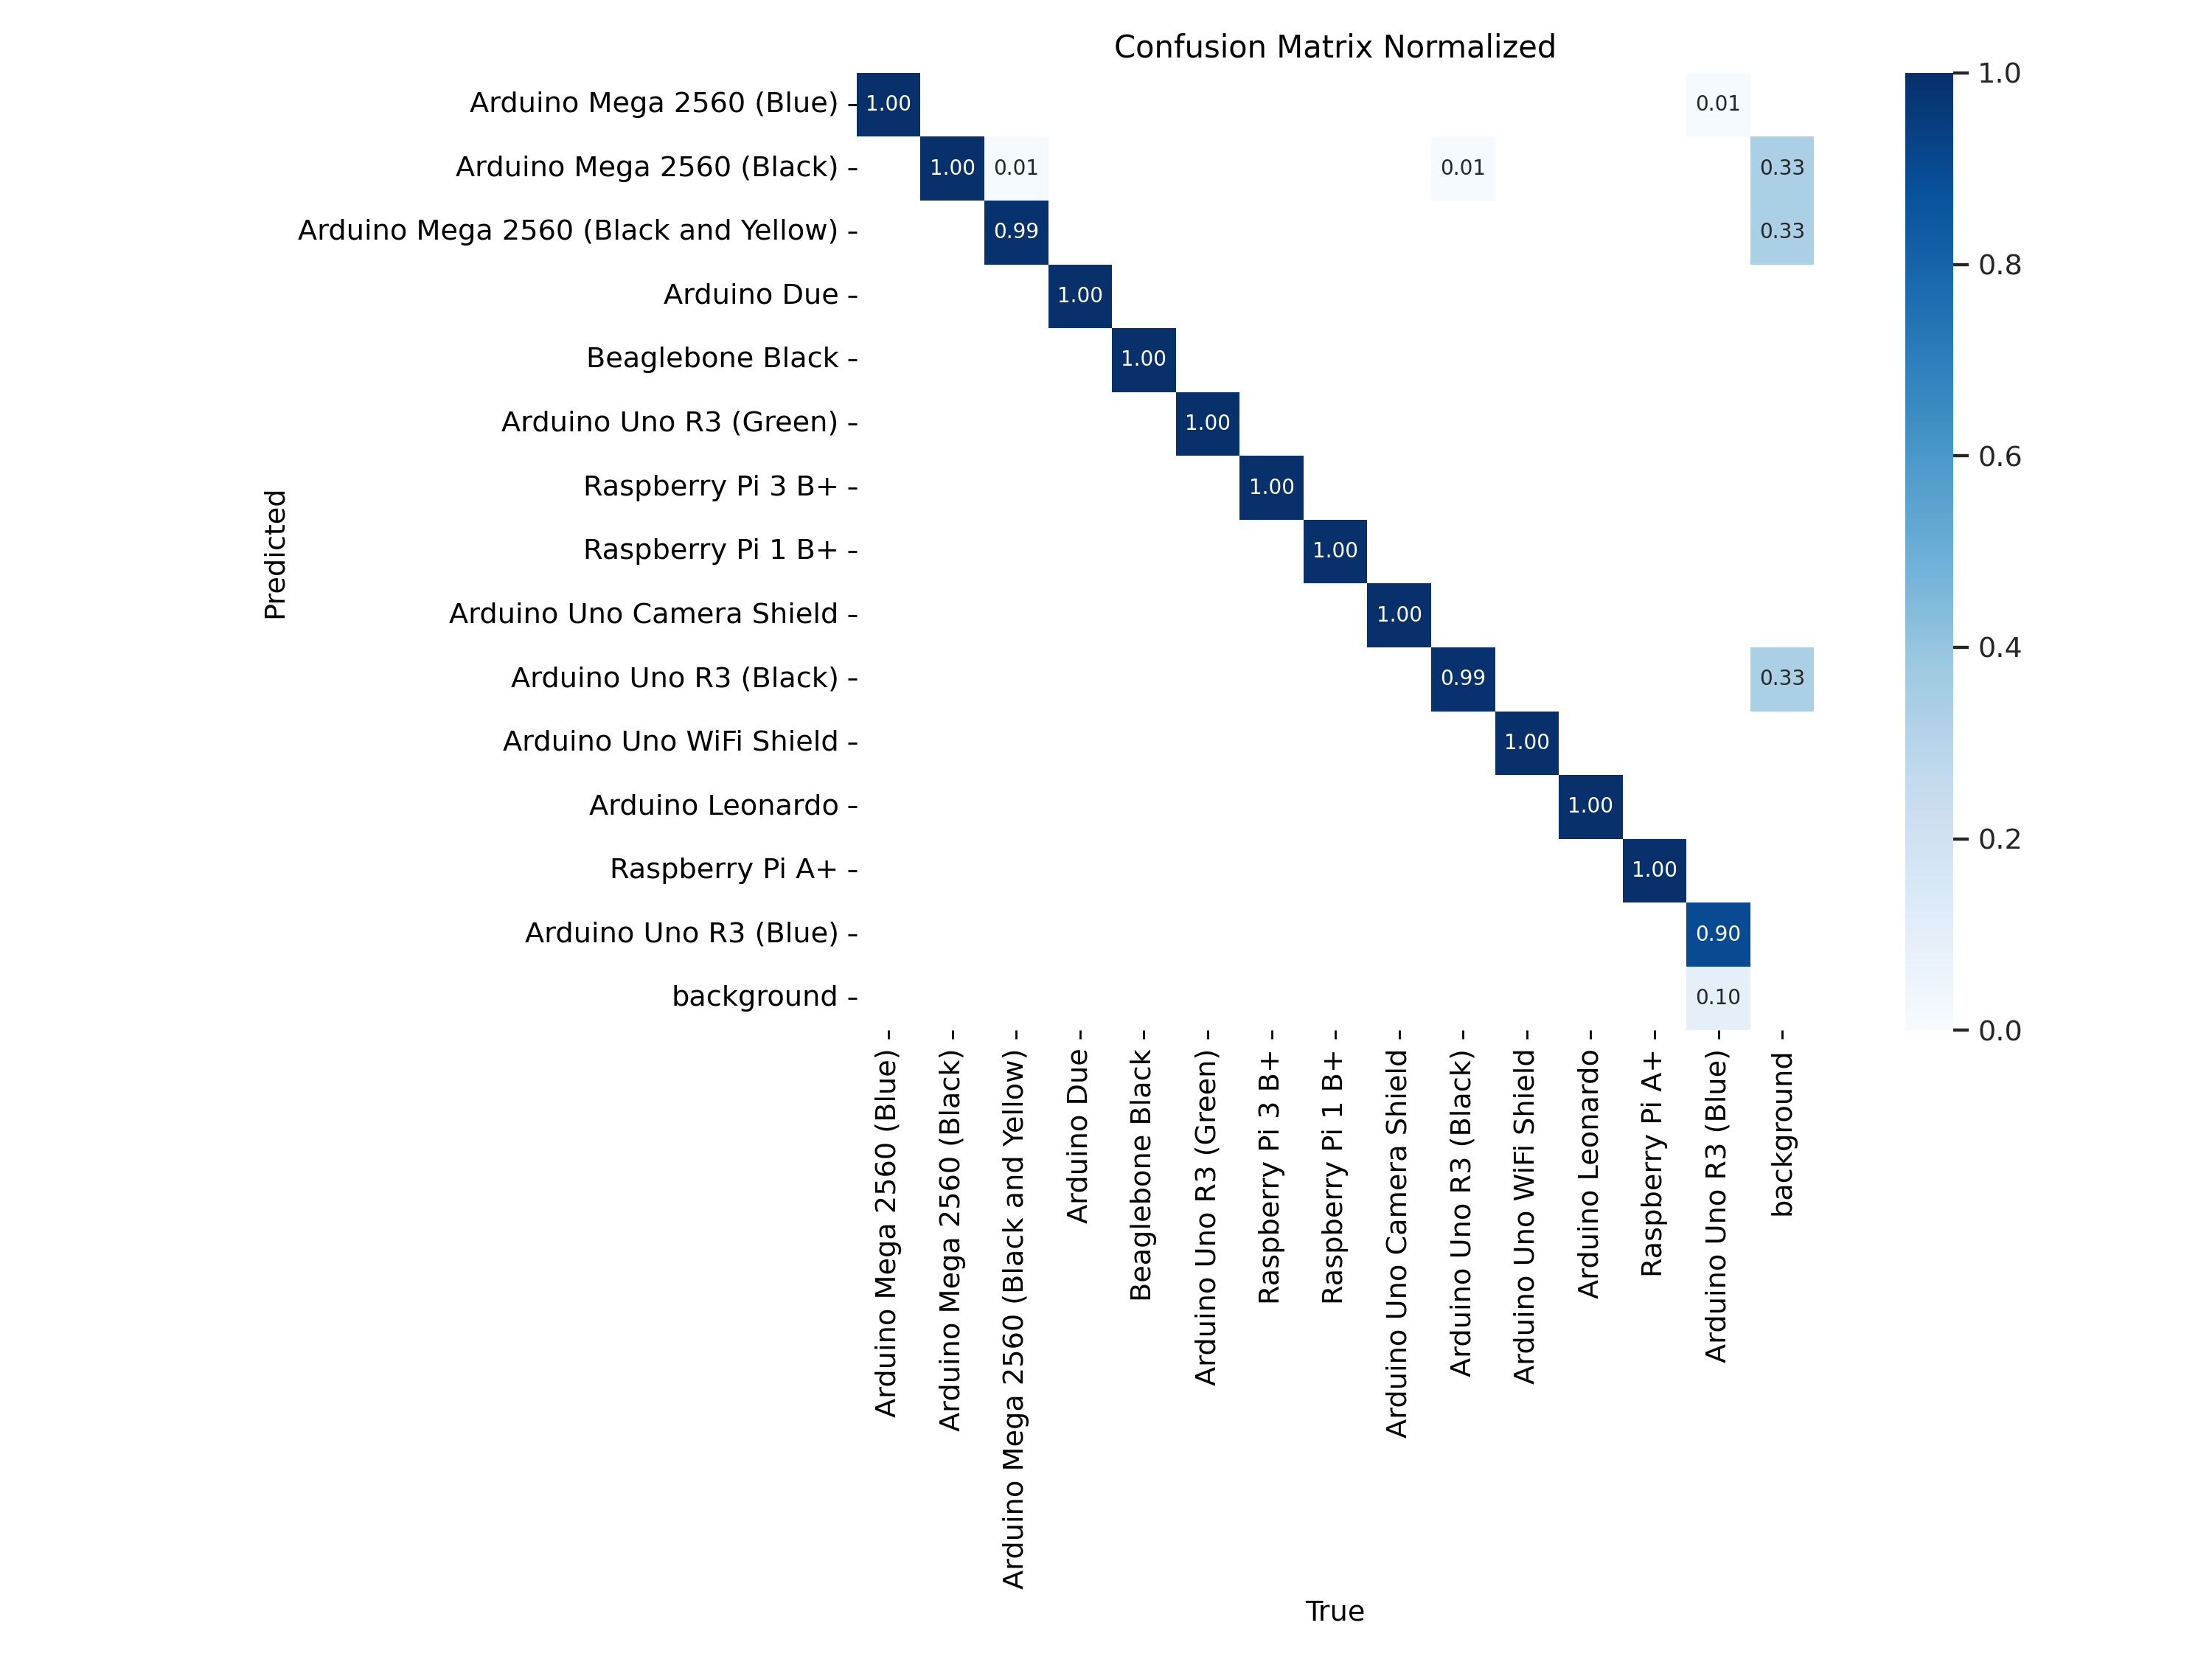 Confusion Matrix Normalized
Arduino Mega 2560 (Blue)
1.00
0.01
1.0
Arduino Mega 2560 (Black)
1.00
0.01
0.01
0.33
Arduino Mega 2560 (Black and Yellow)
0.99
0.33
0.8
Arduino Due
1.00
Beaglebone Black
1.00
Arduino Uno R3 (Green)
1.00
0.6
Raspberry Pi 3 B+
1.00
Raspberry Pi 1 B+
1.00
Arduino Uno Camera Shield
1.00
0.4
Arduino Uno R3 (Black)
0.99
0.33
Arduino Uno WiFi Shield
1.00
Arduino Leonardo
1.00
0.2
Raspberry Pi A+
1.00
Arduino Uno R3 (Blue)
0.90
background
0.10
0.0
Predicted
Arduino Mega 2560 (Blue)
Arduino Mega 2560 (Black)
Arduino Mega 2560 (Black and Yellow)
Arduino Due
Beaglebone Black
Arduino Uno R3 (Green)
Raspberry Pi 3 B+
Raspberry Pi 1 B+
Arduino Uno Camera Shield
Arduino Uno R3 (Black)
Arduino Uno WiFi Shield
Arduino Leonardo
Raspberry Pi A+
Arduino Uno R3 (Blue)
background
True